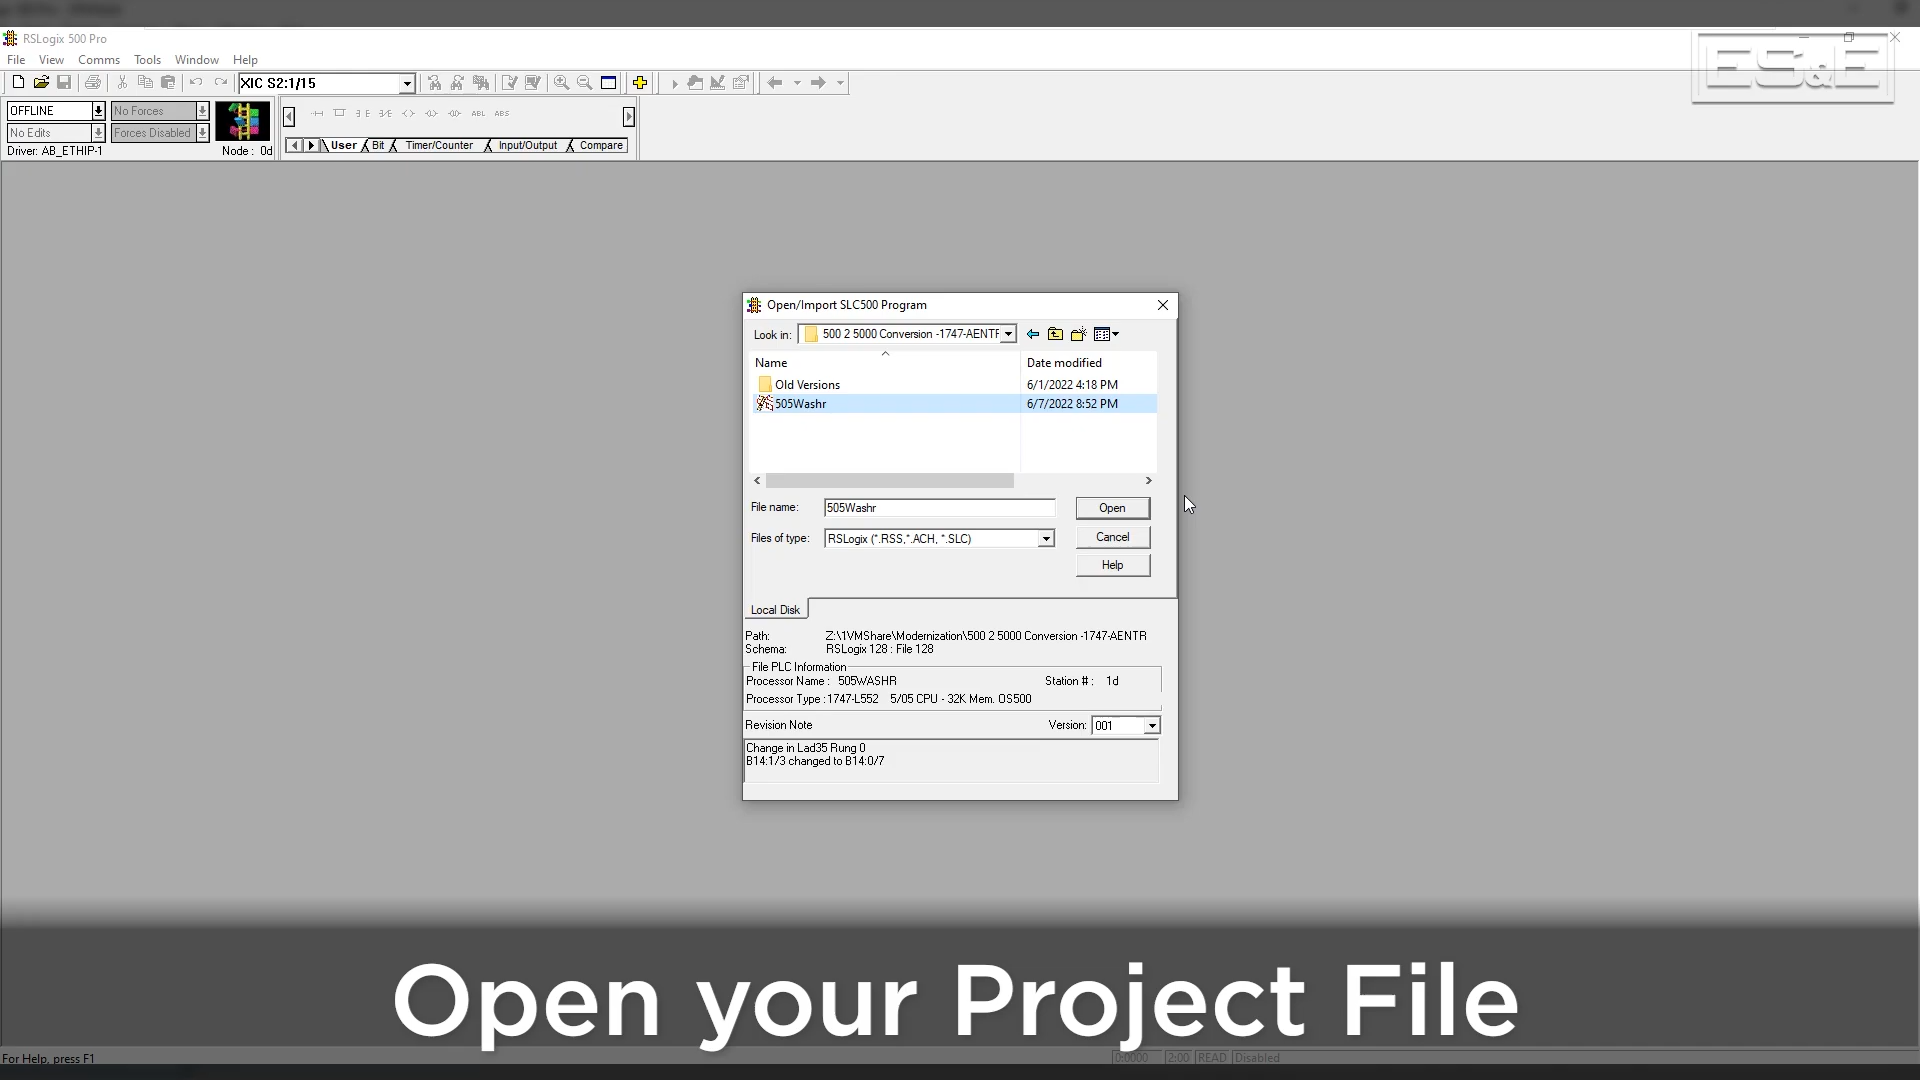 RSLogix 500 Pro
File View Comms Tools Window Help
XIC S2:1/15
ES&E
OFFLINE No Forces
No Edits Forces Disabled
Driver: AB_ETHIP-1 Node : 0d
ABL ABS
User Bit Timer/Counter Input/Output Compare
Open/Import SLC500 Program
Look in: 500 2 5000 Conversion -1747-AENTF
Name Date modified
Old Versions 6/1/2022 4:18 PM
505Washr 6/7/2022 8:52 PM
File name: 505Washr Open
Files of type: RSLogix (*.RSS,*.ACH, *.SLC) Cancel
Help
Local Disk
Path: Z:\1VMShare\Modernization\500 2 5000 Conversion -1747-AENTR
Schema: RSLogix 128 : File 128
File PLC Information
Processor Name : 505WASHR Station # : 1d
Processor Type : 1747-L552 5/05 CPU - 32K Mem. OS500
Revision Note Version: 001
Change in Lad35 Rung 0
B14:1/3 changed to B14:0/7
Open your Project File
For Help, press F1 0:0000 2:00 READ Disabled